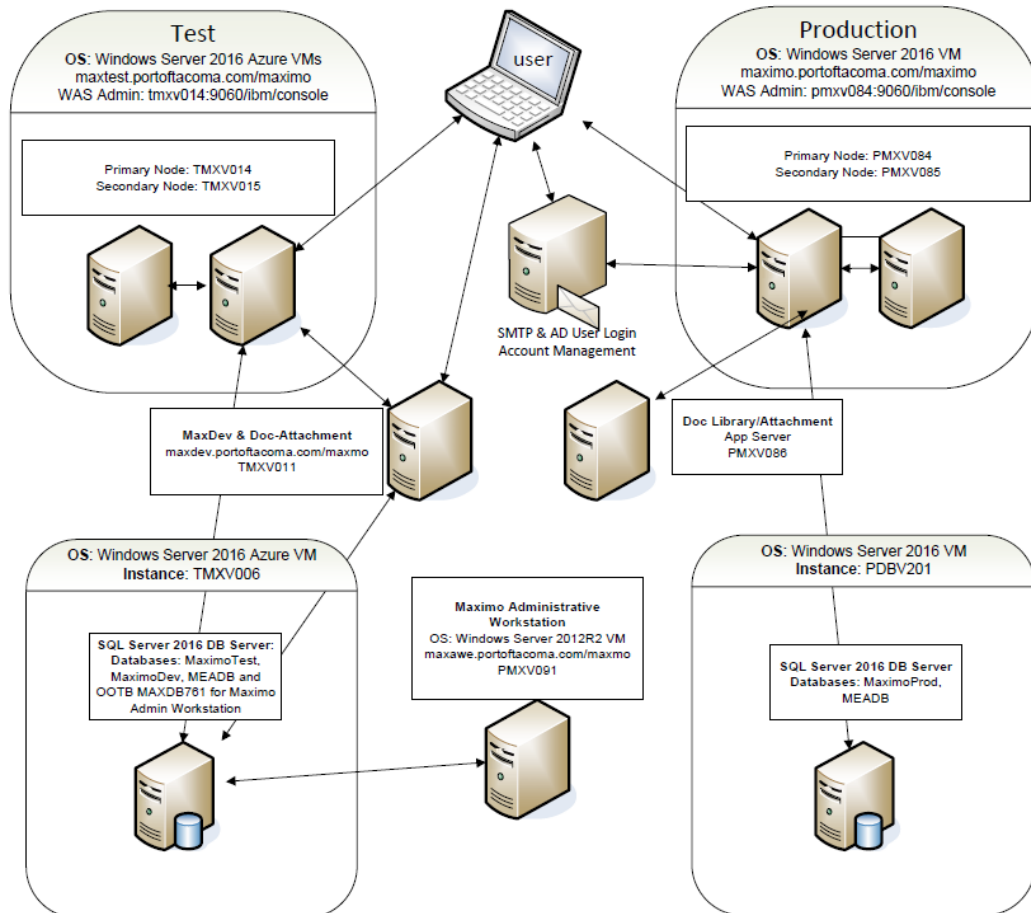 Test
OS: Windows Server 2016 Azure VMs
maxtest.portoftacoma.com/maximo
WAS Admin: tmxv014:9060/ibm/console
Primary Node: TMXV014
Secondary Node: TMXV015
user
Production
OS: Windows Server 2016 VM
maximo.portoftacoma.com/maximo
WAS Admin: pmxv084:9060/ibm/console
Primary Node: PMXV084
Secondary Node: PMXV085
SMTP & AD User Login
Account Management
MaxDev & Doc-Attachment
maxdev.portoftacoma.com/maxmo
TMXV011
Doc Library/Attachment
App Server
PMXV086
OS: Windows Server 2016 Azure VM
Instance: TMXV006
SQL Server 2016 DB Server:
Databases: MaximoTest,
MaximoDev, MEADB and
OOTB MAXDB761 for Maximo
Admin Workstation
Maximo Administrative
Workstation
OS: Windows Server 2012R2 VM
maxawe.portoftacoma.com/maxmo
PMXV091
OS: Windows Server 2016 VM
Instance: PDBV201
SQL Server 2016 DB Server
Databases: MaximoProd,
MEADB